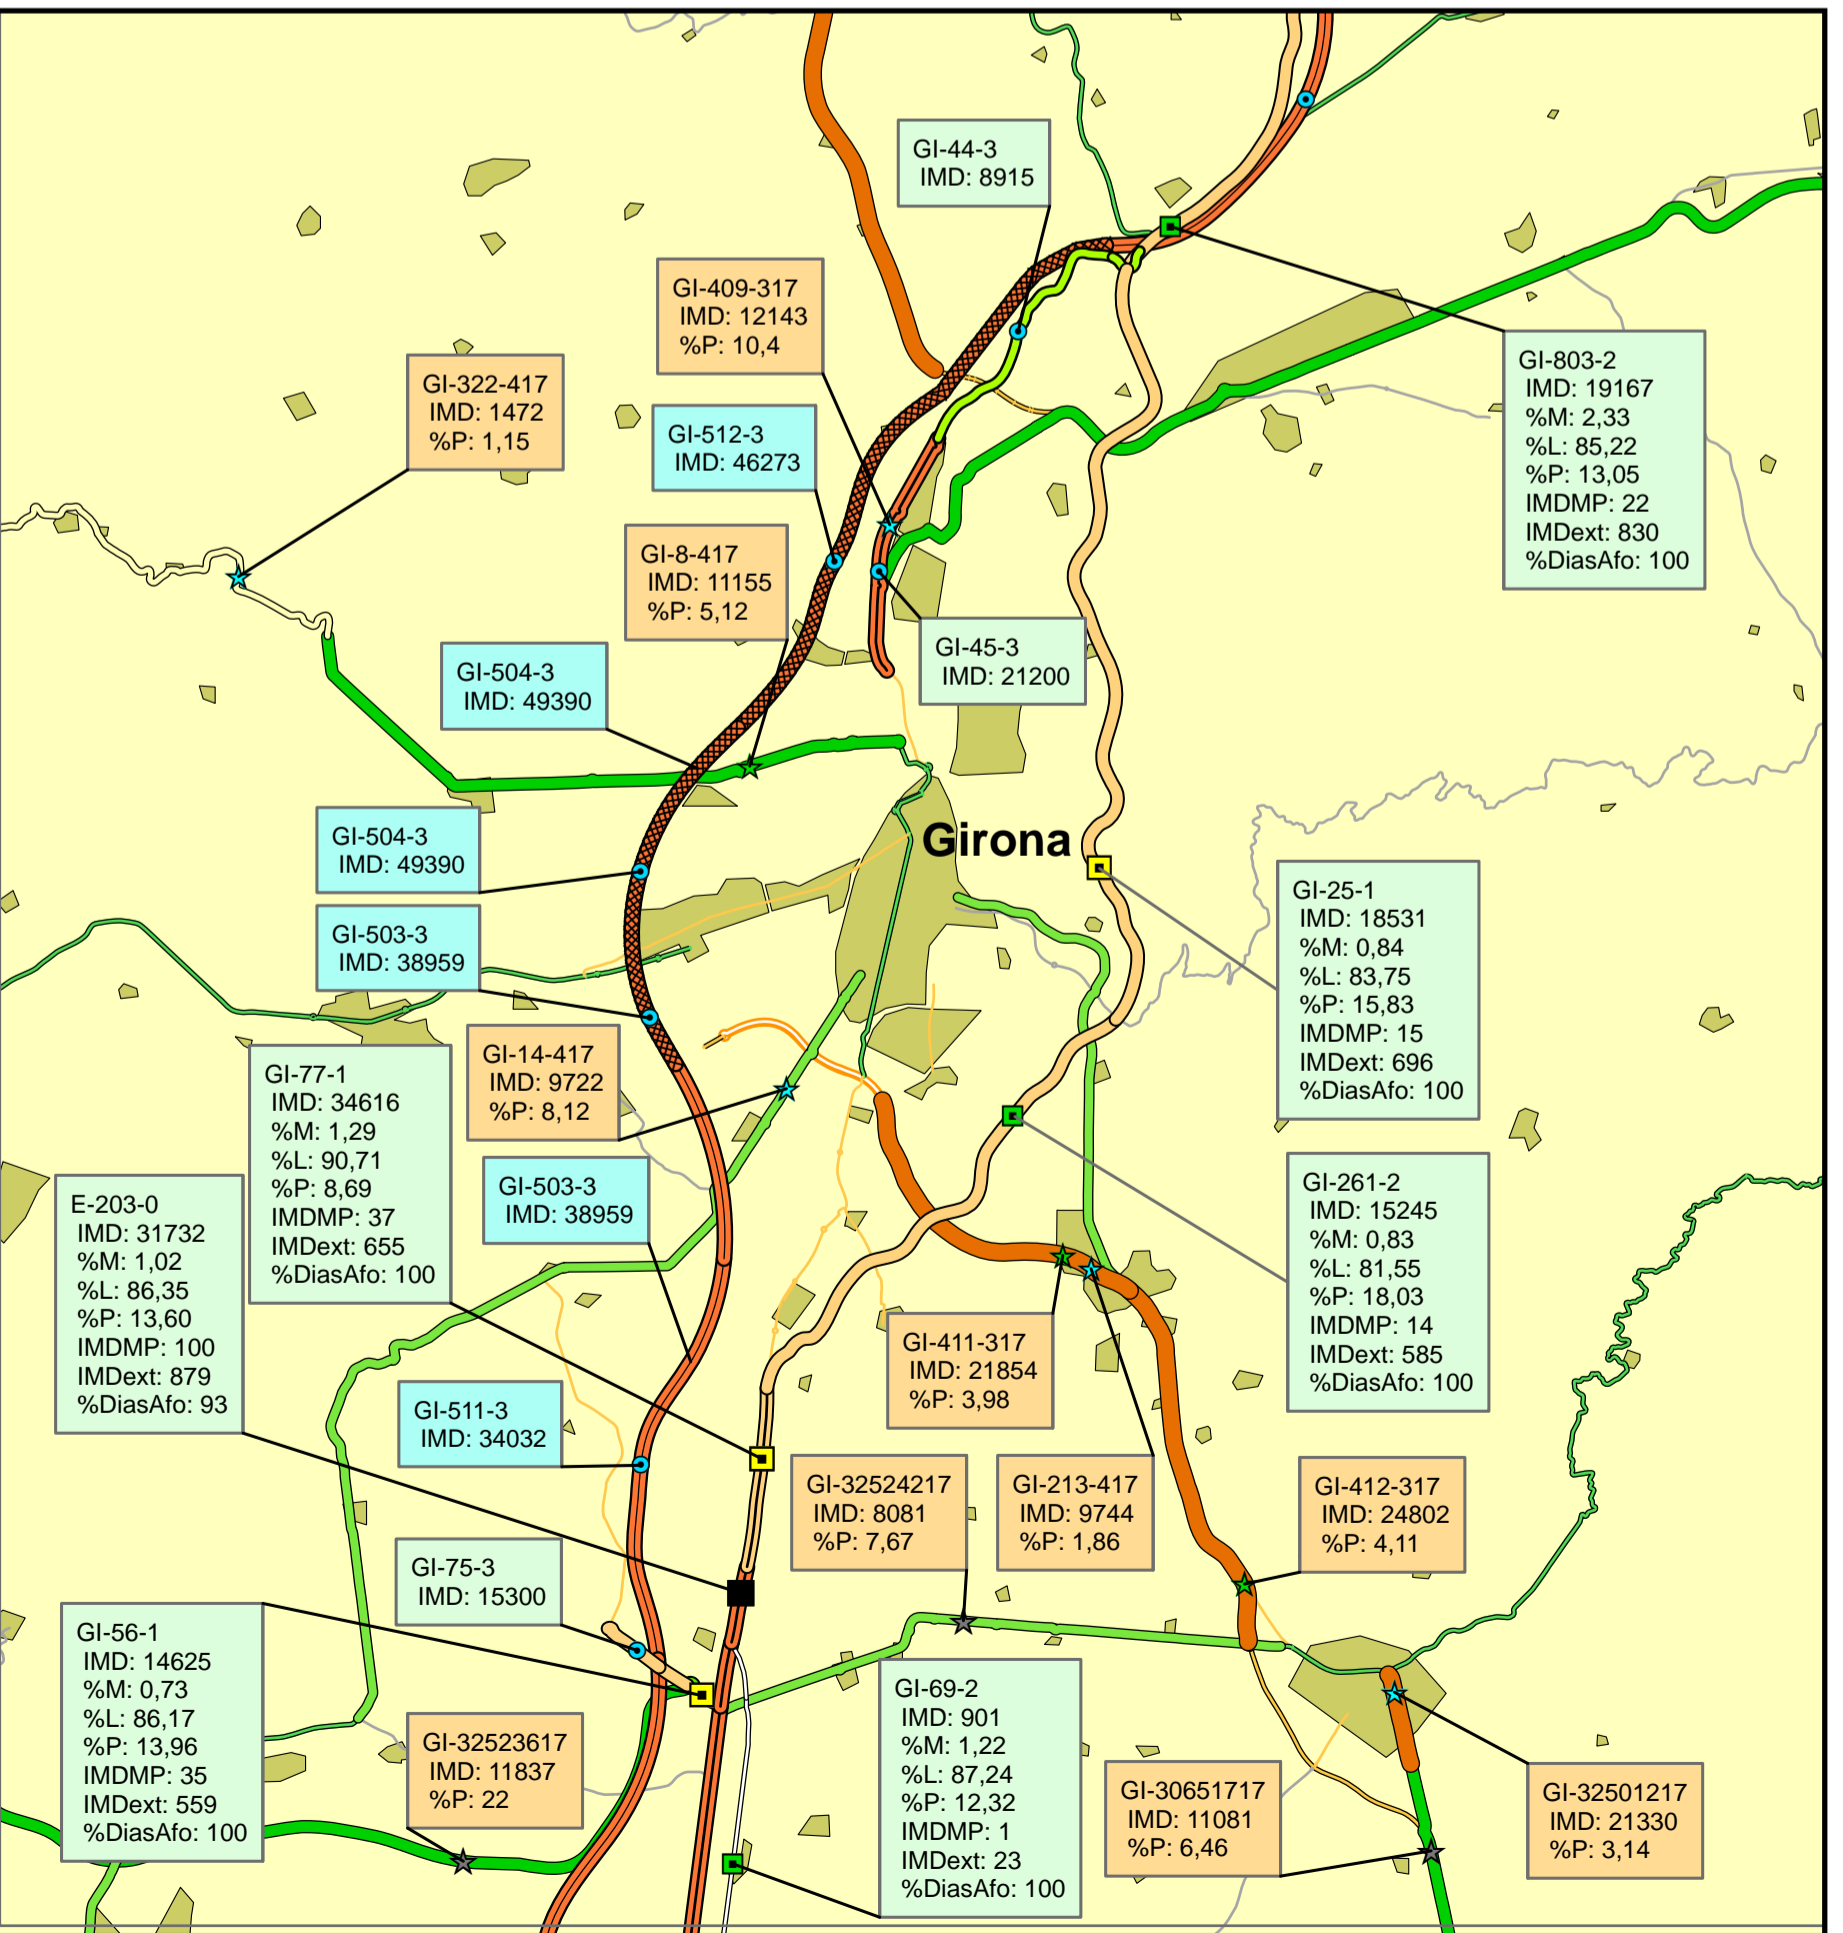 GI-44-3
IMD: 8915
GI-409-317
IMD: 12143
%P: 10,4
GI-803-2
IMD: 19167
%M: 2,33
%L: 85,22
%P: 13,05
IMDMP: 22
IMDext: 830
%DiasAfo: 100
GI-322-417
IMD: 1472
%P: 1,15
GI-512-3
IMD: 46273
GI-8-417
IMD: 11155
%P: 5,12
GI-45-3
IMD: 21200
GI-504-3
IMD: 49390
GI-504-3
IMD: 49390
Girona
GI-25-1
IMD: 18531
%M: 0,84
%L: 83,75
%P: 15,83
IMDMP: 15
IMDext: 696
%DiasAfo: 100
GI-503-3
IMD: 38959
GI-14-417
IMD: 9722
%P: 8,12
GI-77-1
IMD: 34616
%M: 1,29
%L: 90,71
%P: 8,69
IMDMP: 37
IMDext: 655
%DiasAfo: 100
GI-503-3
IMD: 38959
GI-261-2
IMD: 15245
%M: 0,83
%L: 81,55
%P: 18,03
IMDMP: 14
IMDext: 585
%DiasAfo: 100
E-203-0
IMD: 31732
%M: 1,02
%L: 86,35
%P: 13,60
IMDMP: 100
IMDext: 879
%DiasAfo: 93
GI-411-317
IMD: 21854
%P: 3,98
GI-511-3
IMD: 34032
GI-32524217
IMD: 8081
%P: 7,67
GI-213-417
IMD: 9744
%P: 1,86
GI-412-317
IMD: 24802
%P: 4,11
GI-75-3
IMD: 15300
GI-56-1
IMD: 14625
%M: 0,73
%L: 86,17
%P: 13,96
IMDMP: 35
IMDext: 559
%DiasAfo: 100
GI-69-2
IMD: 901
%M: 1,22
%L: 87,24
%P: 12,32
IMDMP: 1
IMDext: 23
%DiasAfo: 100
GI-32523617
IMD: 11837
%P: 22
GI-30651717
IMD: 11081
%P: 6,46
GI-32501217
IMD: 21330
%P: 3,14